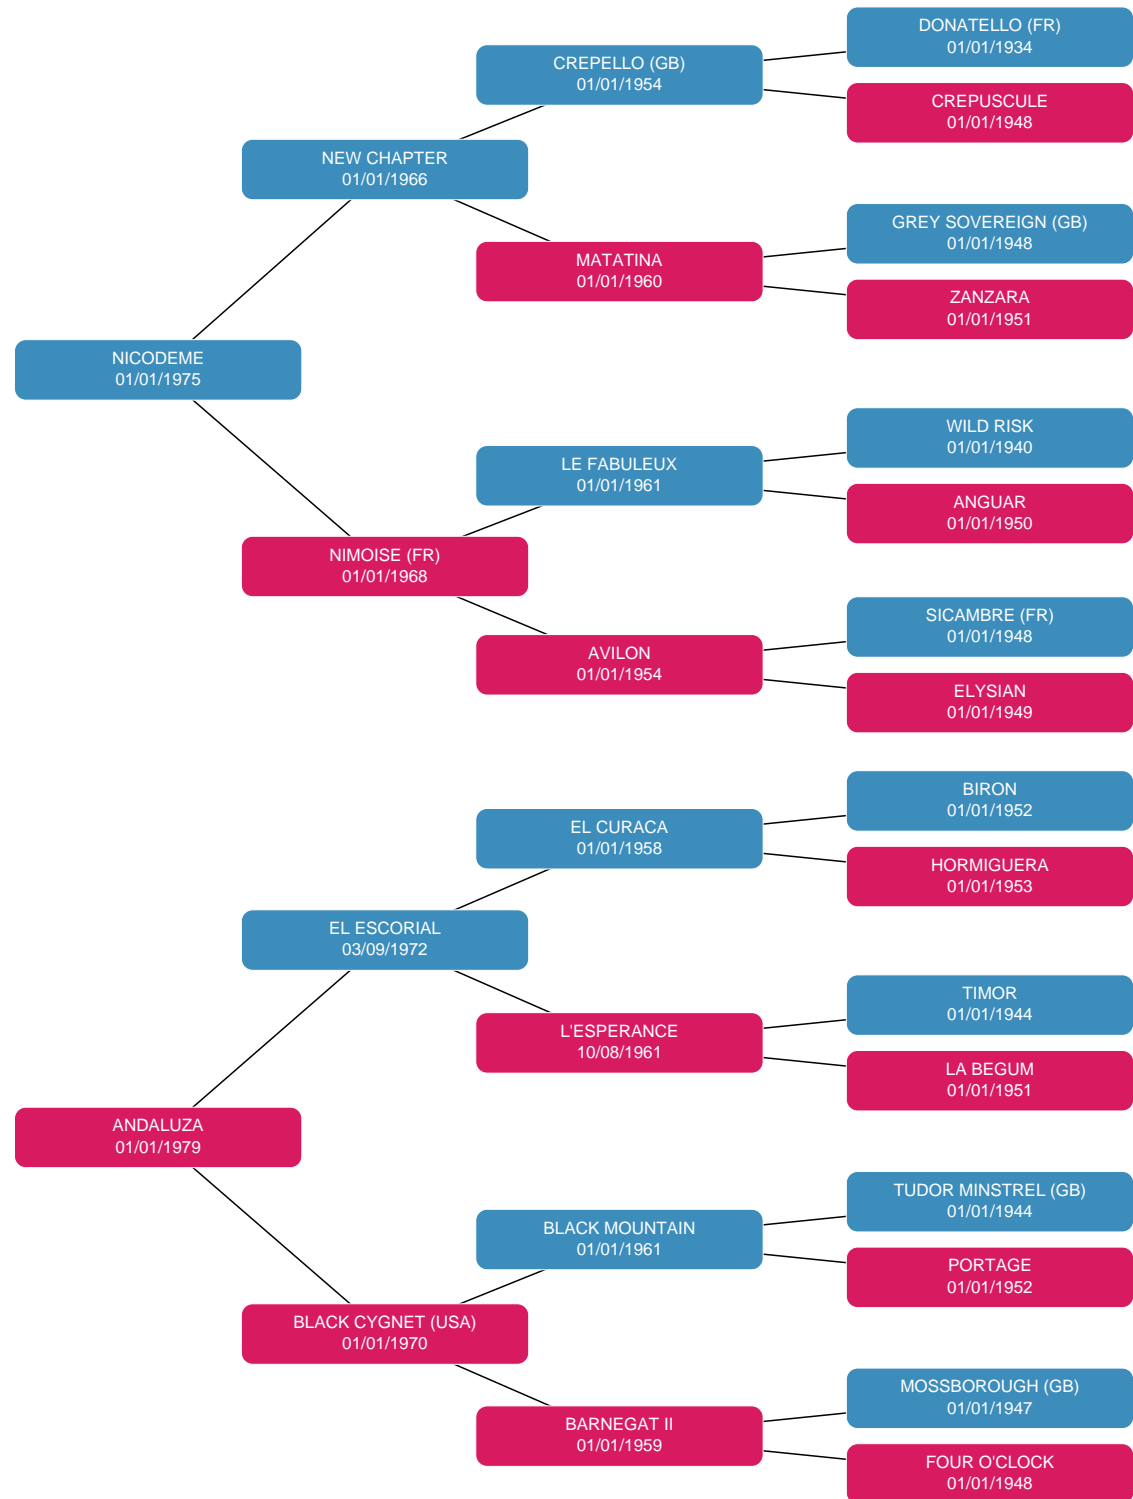 DONATELLO (FR)
01/01/1934
CREPELLO (GB)
01/01/1954
CREPUSCULE
01/01/1948
NEW CHAPTER
01/01/1966
GREY SOVEREIGN (GB)
01/01/1948
MATATINA
01/01/1960
ZANZARA
01/01/1951
NICODEME
01/01/1975
WILD RISK
01/01/1940
LE FABULEUX
01/01/1961
ANGUAR
01/01/1950
NIMOISE (FR)
01/01/1968
SICAMBRE (FR)
01/01/1948
AVILON
01/01/1954
ELYSIAN
01/01/1949
BIRON
01/01/1952
EL CURACA
01/01/1958
HORMIGUERA
01/01/1953
EL ESCORIAL
03/09/1972
TIMOR
01/01/1944
L'ESPERANCE
10/08/1961
LA BEGUM
01/01/1951
ANDALUZA
01/01/1979
TUDOR MINSTREL (GB)
01/01/1944
BLACK MOUNTAIN
01/01/1961
PORTAGE
01/01/1952
BLACK CYGNET (USA)
01/01/1970
MOSSBOROUGH (GB)
01/01/1947
BARNEGAT II
01/01/1959
FOUR O'CLOCK
01/01/1948